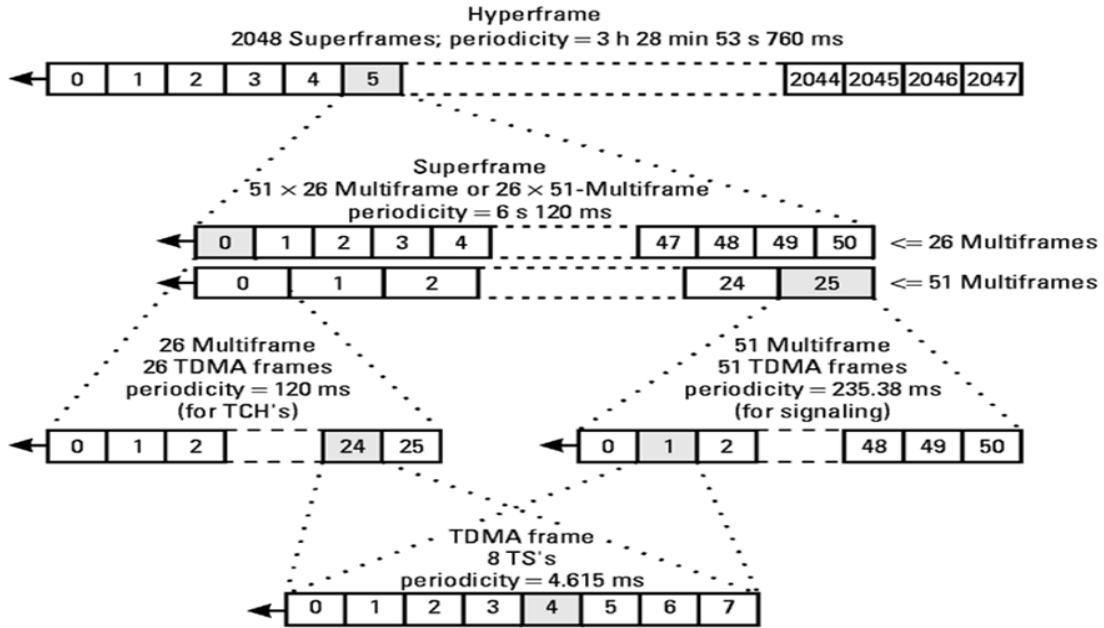 Hyperframe
2048 Superframes; periodicity = 3 h 28 min 53 s 760 ms
0 1 2 3 4 5 2044 2045 2046 2047
Superframe
51 × 26 Multiframe or 26 × 51-Multiframe
periodicity = 6 s 120 ms
0 1 2 3 4 47 48 49 50 <= 26 Multiframes
0 1 2 24 25 <= 51 Multiframes
26 Multiframe
26 TDMA frames
periodicity = 120 ms
(for TCH's)
0 1 2 24 25
51 Multiframe
51 TDMA frames
periodicity = 235.38 ms
(for signaling)
0 1 2 48 49 50
TDMA frame
8 TS's
periodicity = 4.615 ms
0 1 2 3 4 5 6 7